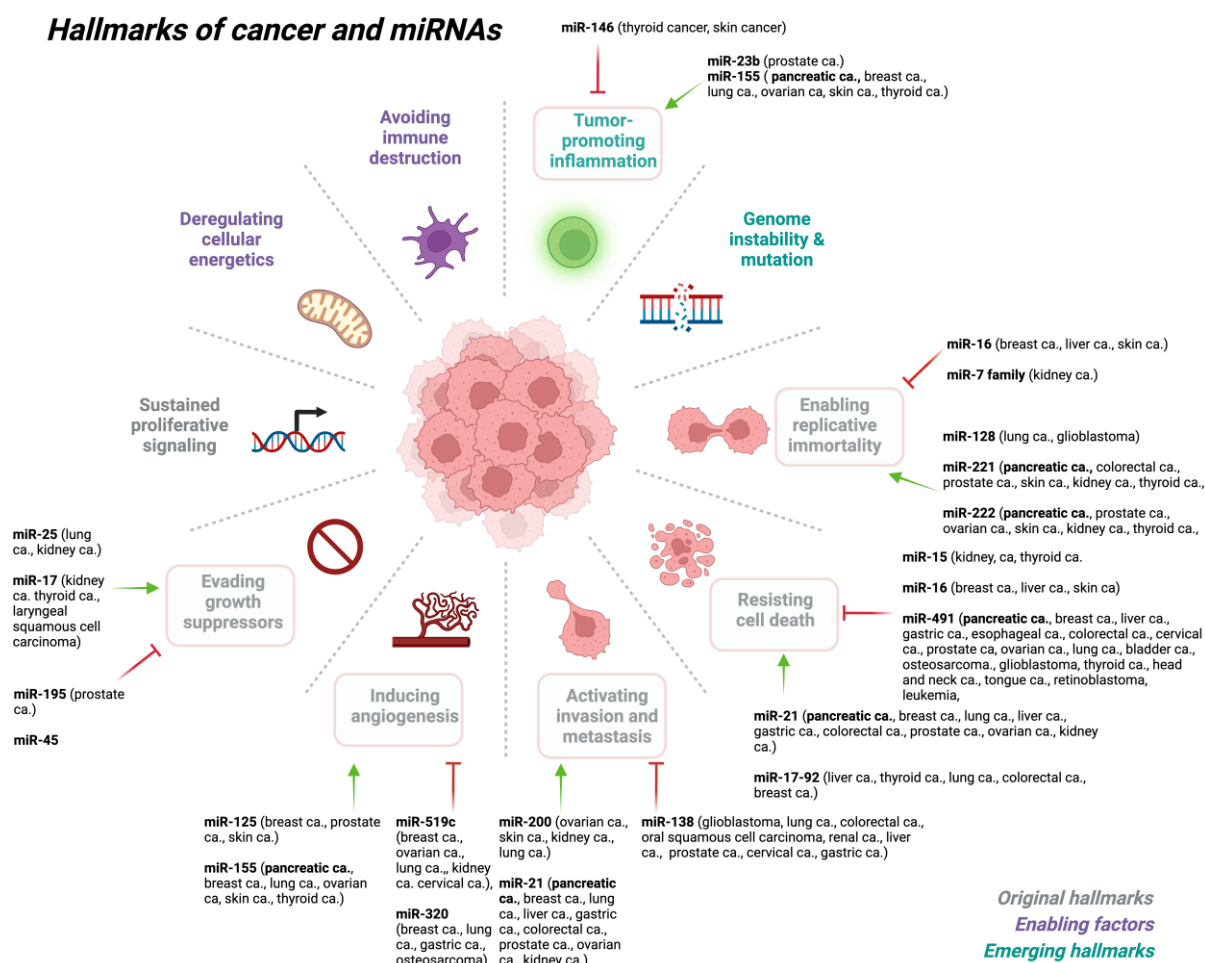 Hallmarks of cancer and miRNAs
miR-146 (thyroid cancer, skin cancer)
miR-23b (prostate ca.)
miR-155 ( pancreatic ca., breast ca.,
lung ca., ovarian ca, skin ca., thyroid ca.)
Avoiding
immune
destruction
Tumor-
promoting
inflammation
Deregulating
cellular
energetics
Genome
instability &
mutation
miR-16 (breast ca., liver ca., skin ca.)
miR-7 family (kidney ca.)
Sustained
proliferative
signaling
Enabling
replicative
immortality
miR-128 (lung ca., glioblastoma)
miR-221 (pancreatic ca., colorectal ca.,
prostate ca., skin ca., kidney ca., thyroid ca.,
miR-222 (pancreatic ca., prostate ca.,
ovarian ca., skin ca., kidney ca., thyroid ca.,
miR-25 (lung
ca., kidney ca.)
miR-17 (kidney
ca. thyroid ca.,
laryngeal
squamous cell
carcinoma)
Evading
growth
suppressors
miR-195 (prostate
ca.)
miR-45
miR-15 (kidney, ca, thyroid ca.
miR-16 (breast ca., liver ca., skin ca)
miR-491 (pancreatic ca., breast ca., liver ca.,
gastric ca., esophageal ca., colorectal ca., cervical
ca., prostate ca, ovarian ca., lung ca., bladder ca.,
osteosarcoma., glioblastoma, thyroid ca., head
and neck ca., tongue ca., retinoblastoma,
leukemia,
Resisting
cell death
miR-21 (pancreatic ca., breast ca., lung ca., liver ca.,
gastric ca., colorectal ca., prostate ca., ovarian ca., kidney
ca.)
miR-17-92 (liver ca., thyroid ca., lung ca., colorectal ca.,
breast ca.)
Inducing
angiogenesis
Activating
invasion and
metastasis
miR-125 (breast ca., prostate
ca., skin ca.)
miR-155 (pancreatic ca.,
breast ca., lung ca., ovarian
ca, skin ca., thyroid ca.)
miR-519c
(breast ca.,
ovarian ca.,
lung ca.,, kidney
ca. cervical ca.),
miR-320
(breast ca., lung
ca., gastric ca.,
osteosarcoma)
miR-200 (ovarian ca.,
skin ca., kidney ca.,
lung ca.)
miR-21 (pancreatic
ca., breast ca., lung
ca., liver ca., gastric
ca., colorectal ca.,
prostate ca., ovarian
ca., kidney ca.)
miR-138 (glioblastoma, lung ca., colorectal ca.,
oral squamous cell carcinoma, renal ca., liver
ca., prostate ca., cervical ca., gastric ca.)
Original hallmarks
Enabling factors
Emerging hallmarks